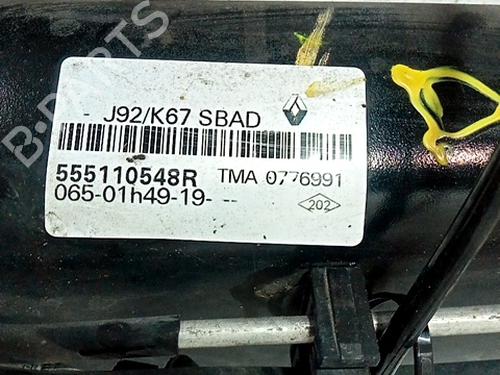 B-PARTS
J92/K67 SBAD
555110548R TMA 0776991
065-01h49-19- --
202